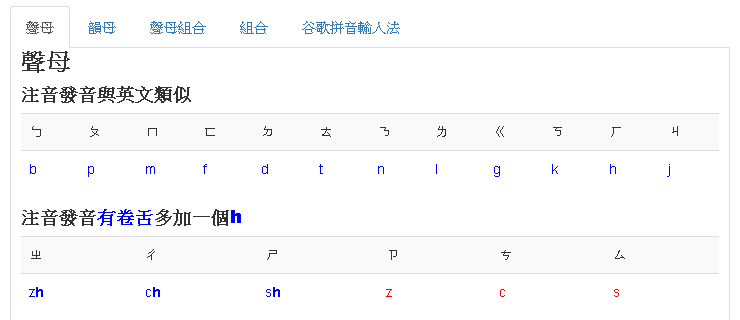 聲母 韻母 聲母組合 組合 谷歌拼音輸入法
聲母
注音發音與英文類似
ㄅ ㄆ ㄇ ㄈ ㄉ ㄊ ㄋ ㄌ ㄍ ㄎ ㄏ ㄐ
b p m f d t n l g k h j
注音發音有卷舌多加一個h
ㄓ ㄔ ㄕ ㄗ ㄘ ㄙ
zh ch sh z c s